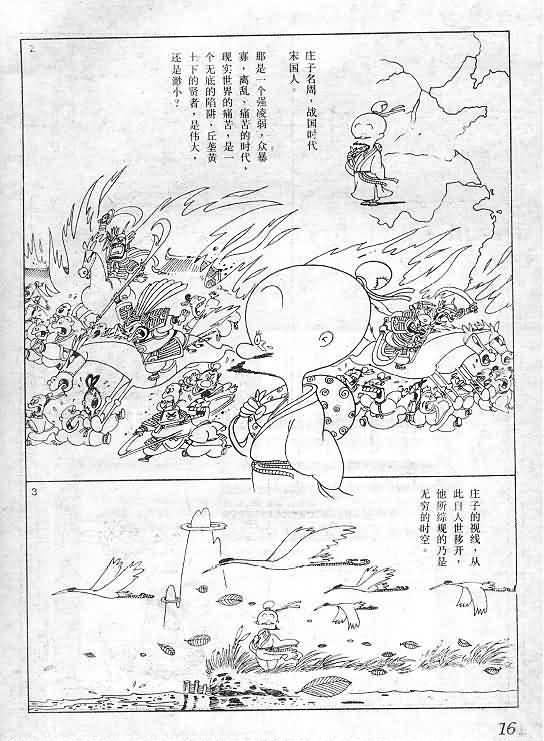 2
庄子名周，战国时代
宋国人。
那是一个强凌弱，众暴
寡，离乱、痛苦的时代，
现实世界的痛苦，是一
个无底的陷阱，丘垄黄
土下的贤者，是伟大，
还是渺小？
3
庄子的视线，从
此自人世移开，
他所综观的乃是
无穷的时空。
16